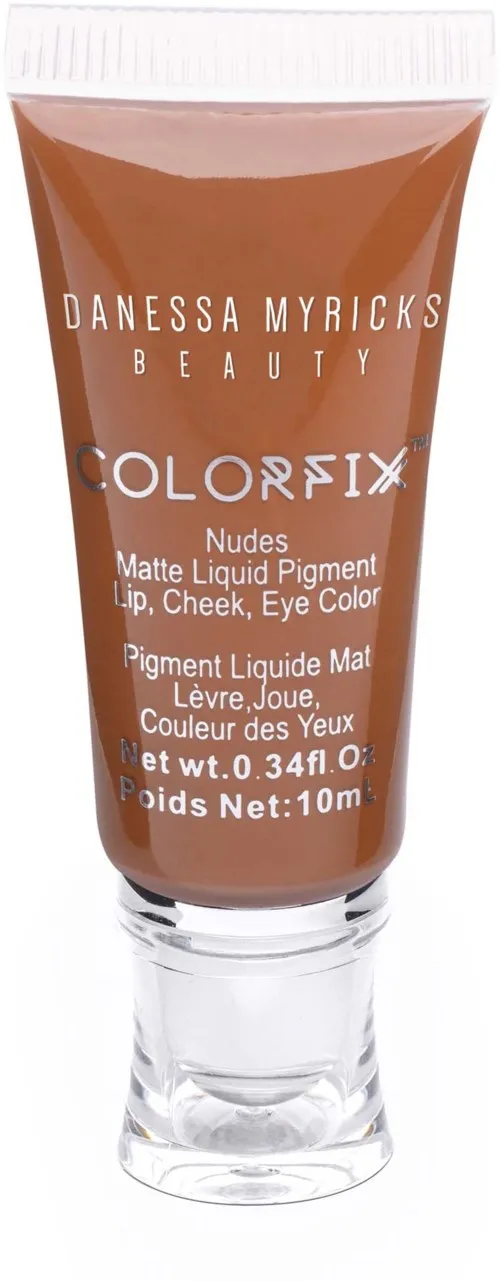 DANESSA MYRICKS
BEAUTY
COLORFIX™
Nudes
Matte Liquid Pigment
Lip, Cheek, Eye Color
Pigment Liquide Mat
Lèvre,Joue,
Couleur des Yeux
Net wt.0.34fl.Oz
Poids Net:10mL